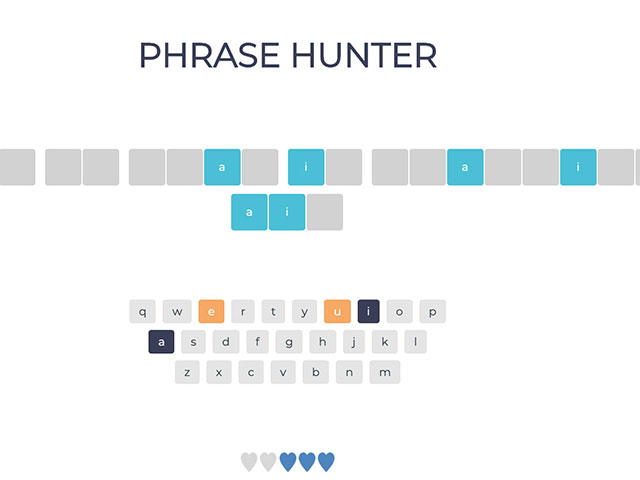 PHRASE HUNTER
a i a i
a i
q w e r t y u i o p
a s d f g h j k l
z x c v b n m